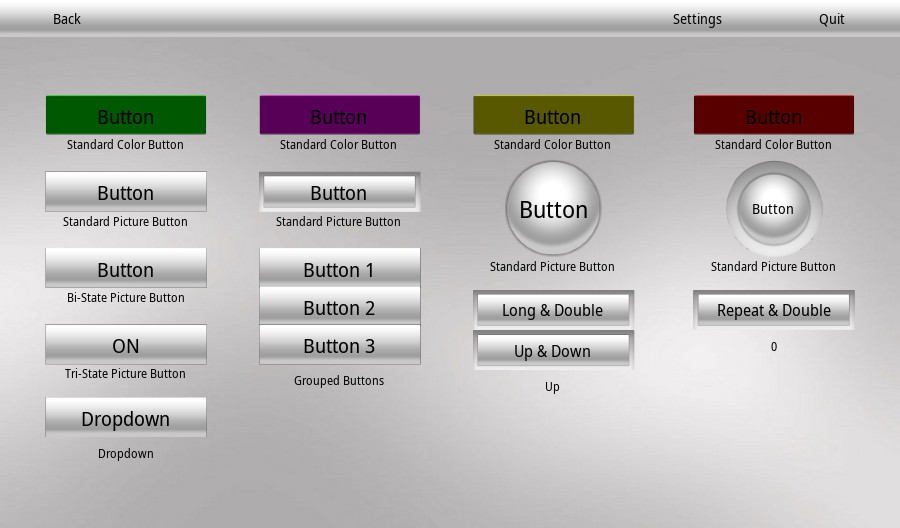 Back
Settings
Quit
Button
Button
Button
Button
Standard Color Button
Standard Color Button
Standard Color Button
Standard Color Button
Button
Button
Button
Button
Standard Picture Button
Standard Picture Button
Standard Picture Button
Standard Picture Button
Button
Button 1
Bi-State Picture Button
Button 2
Long & Double
Repeat & Double
ON
Button 3
Up & Down
0
Tri-State Picture Button
Grouped Buttons
Up
Dropdown
Dropdown